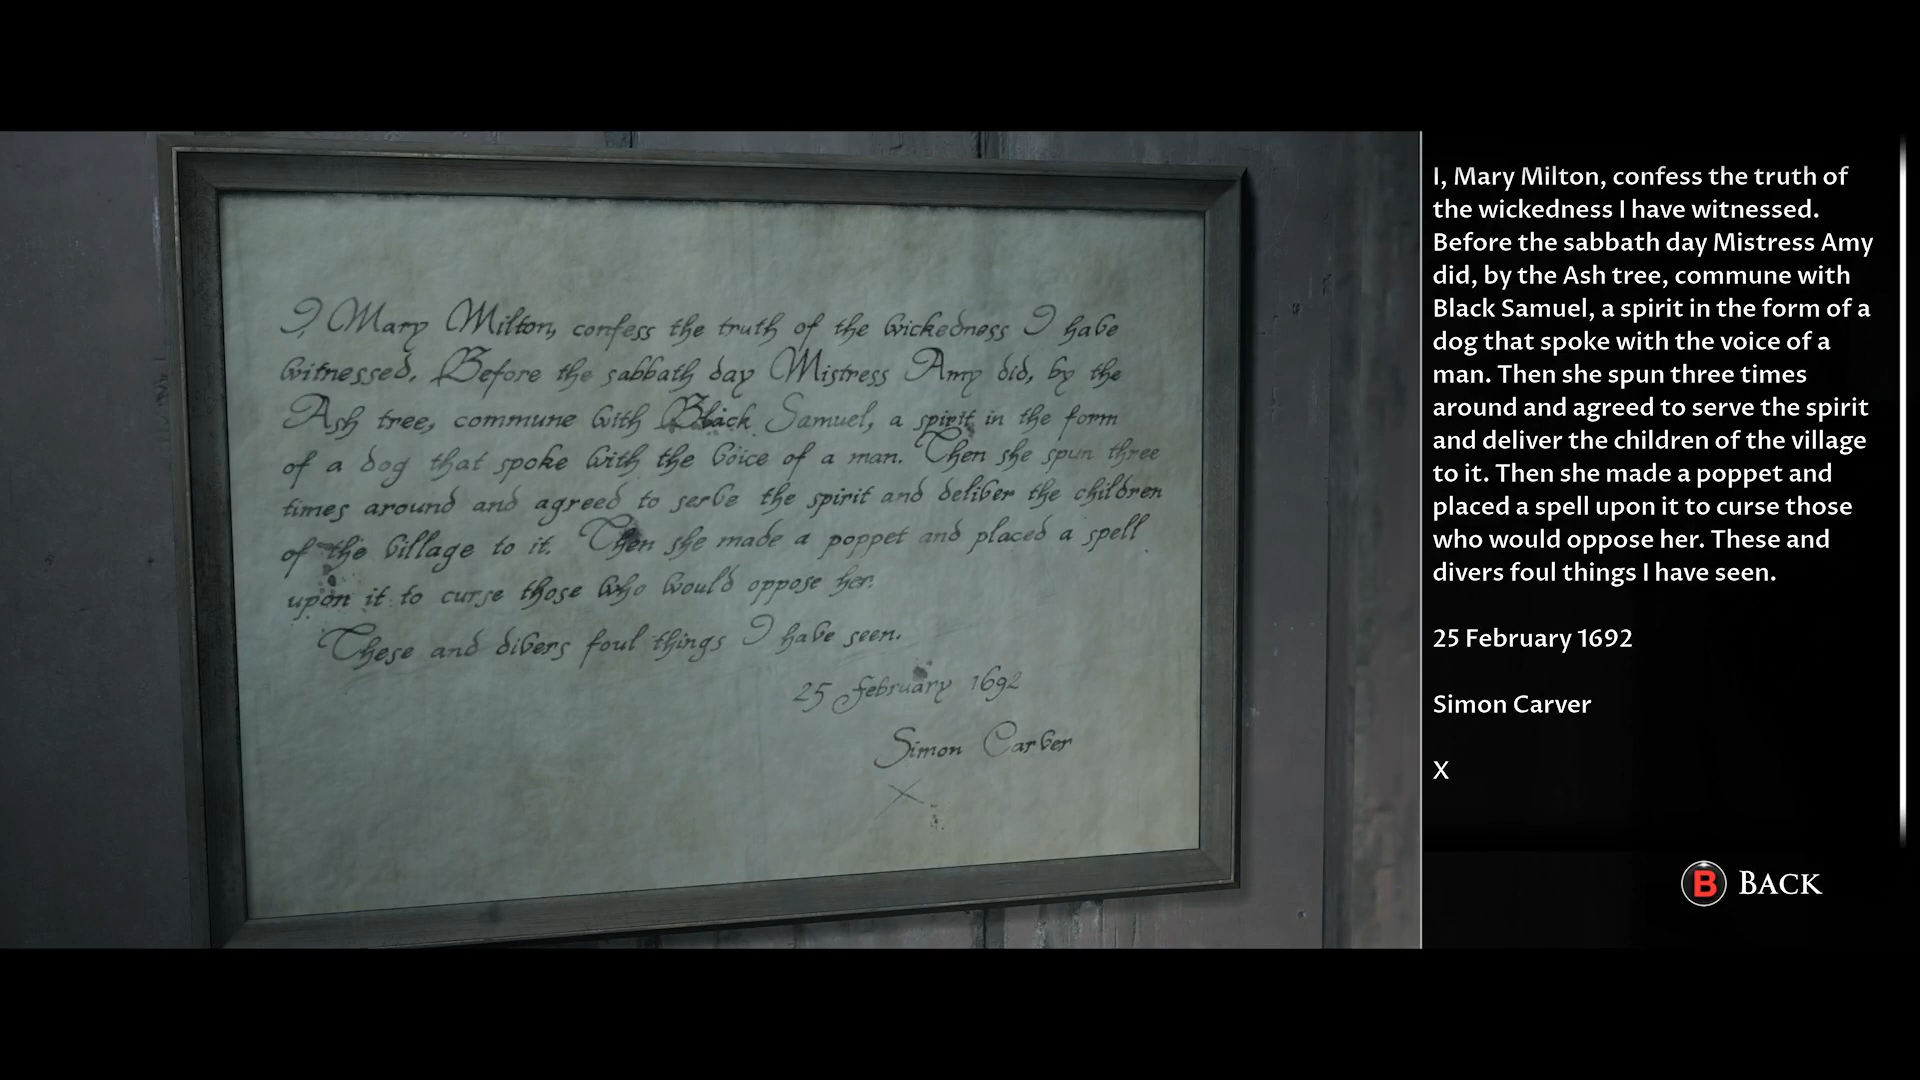 I, Mary Milton, confess the truth of the wickedness I have
witnessed. Before the sabbath day Mistress Amy did, by the
Ash tree, commune with Black Samuel, a spirit in the form
of a dog that spoke with the voice of a man. Then she spun three
times around and agreed to serve the spirit and deliver the children
of the village to it. Then she made a poppet and placed a spell
upon it to curse those who would oppose her.
These and divers foul things I have seen.
25 February 1692
Simon Carver
X
I, Mary Milton, confess the truth of
the wickedness I have witnessed.
Before the sabbath day Mistress Amy
did, by the Ash tree, commune with
Black Samuel, a spirit in the form of a
dog that spoke with the voice of a
man. Then she spun three times
around and agreed to serve the spirit
and deliver the children of the village
to it. Then she made a poppet and
placed a spell upon it to curse those
who would oppose her. These and
divers foul things I have seen.
25 February 1692
Simon Carver
X
B BACK